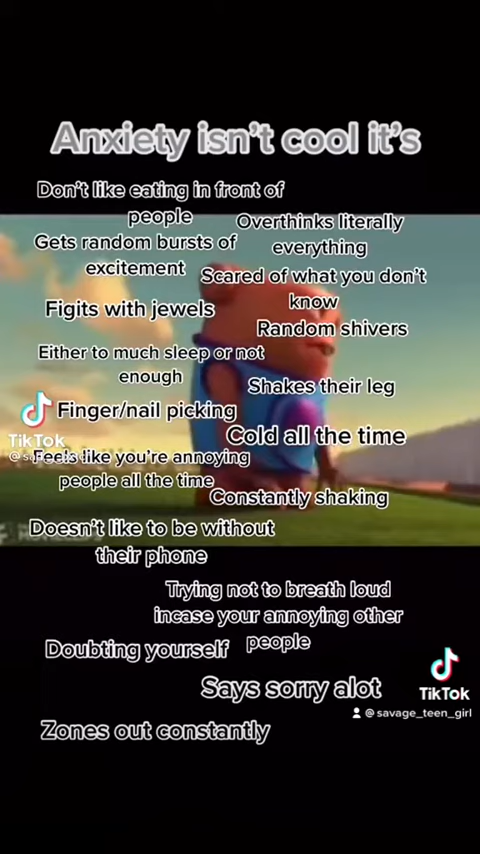 Anxiety isn't cool it's
Don't like eating in front of
people
Overthinks literally
everything
Gets random bursts of
excitement
Scared of what you don't
know
Figits with jewels
Random shivers
Either to much sleep or not
enough
Shakes their leg
Finger/nail picking
Cold all the time
TikTok
Feels like you're annoying
people all the time
Constantly shaking
Doesn't like to be without
their phone
Trying not to breath loud
incase your annoying other
people
Doubting yourself
Says sorry alot
TikTok
@savage_teen_girl
Zones out constantly